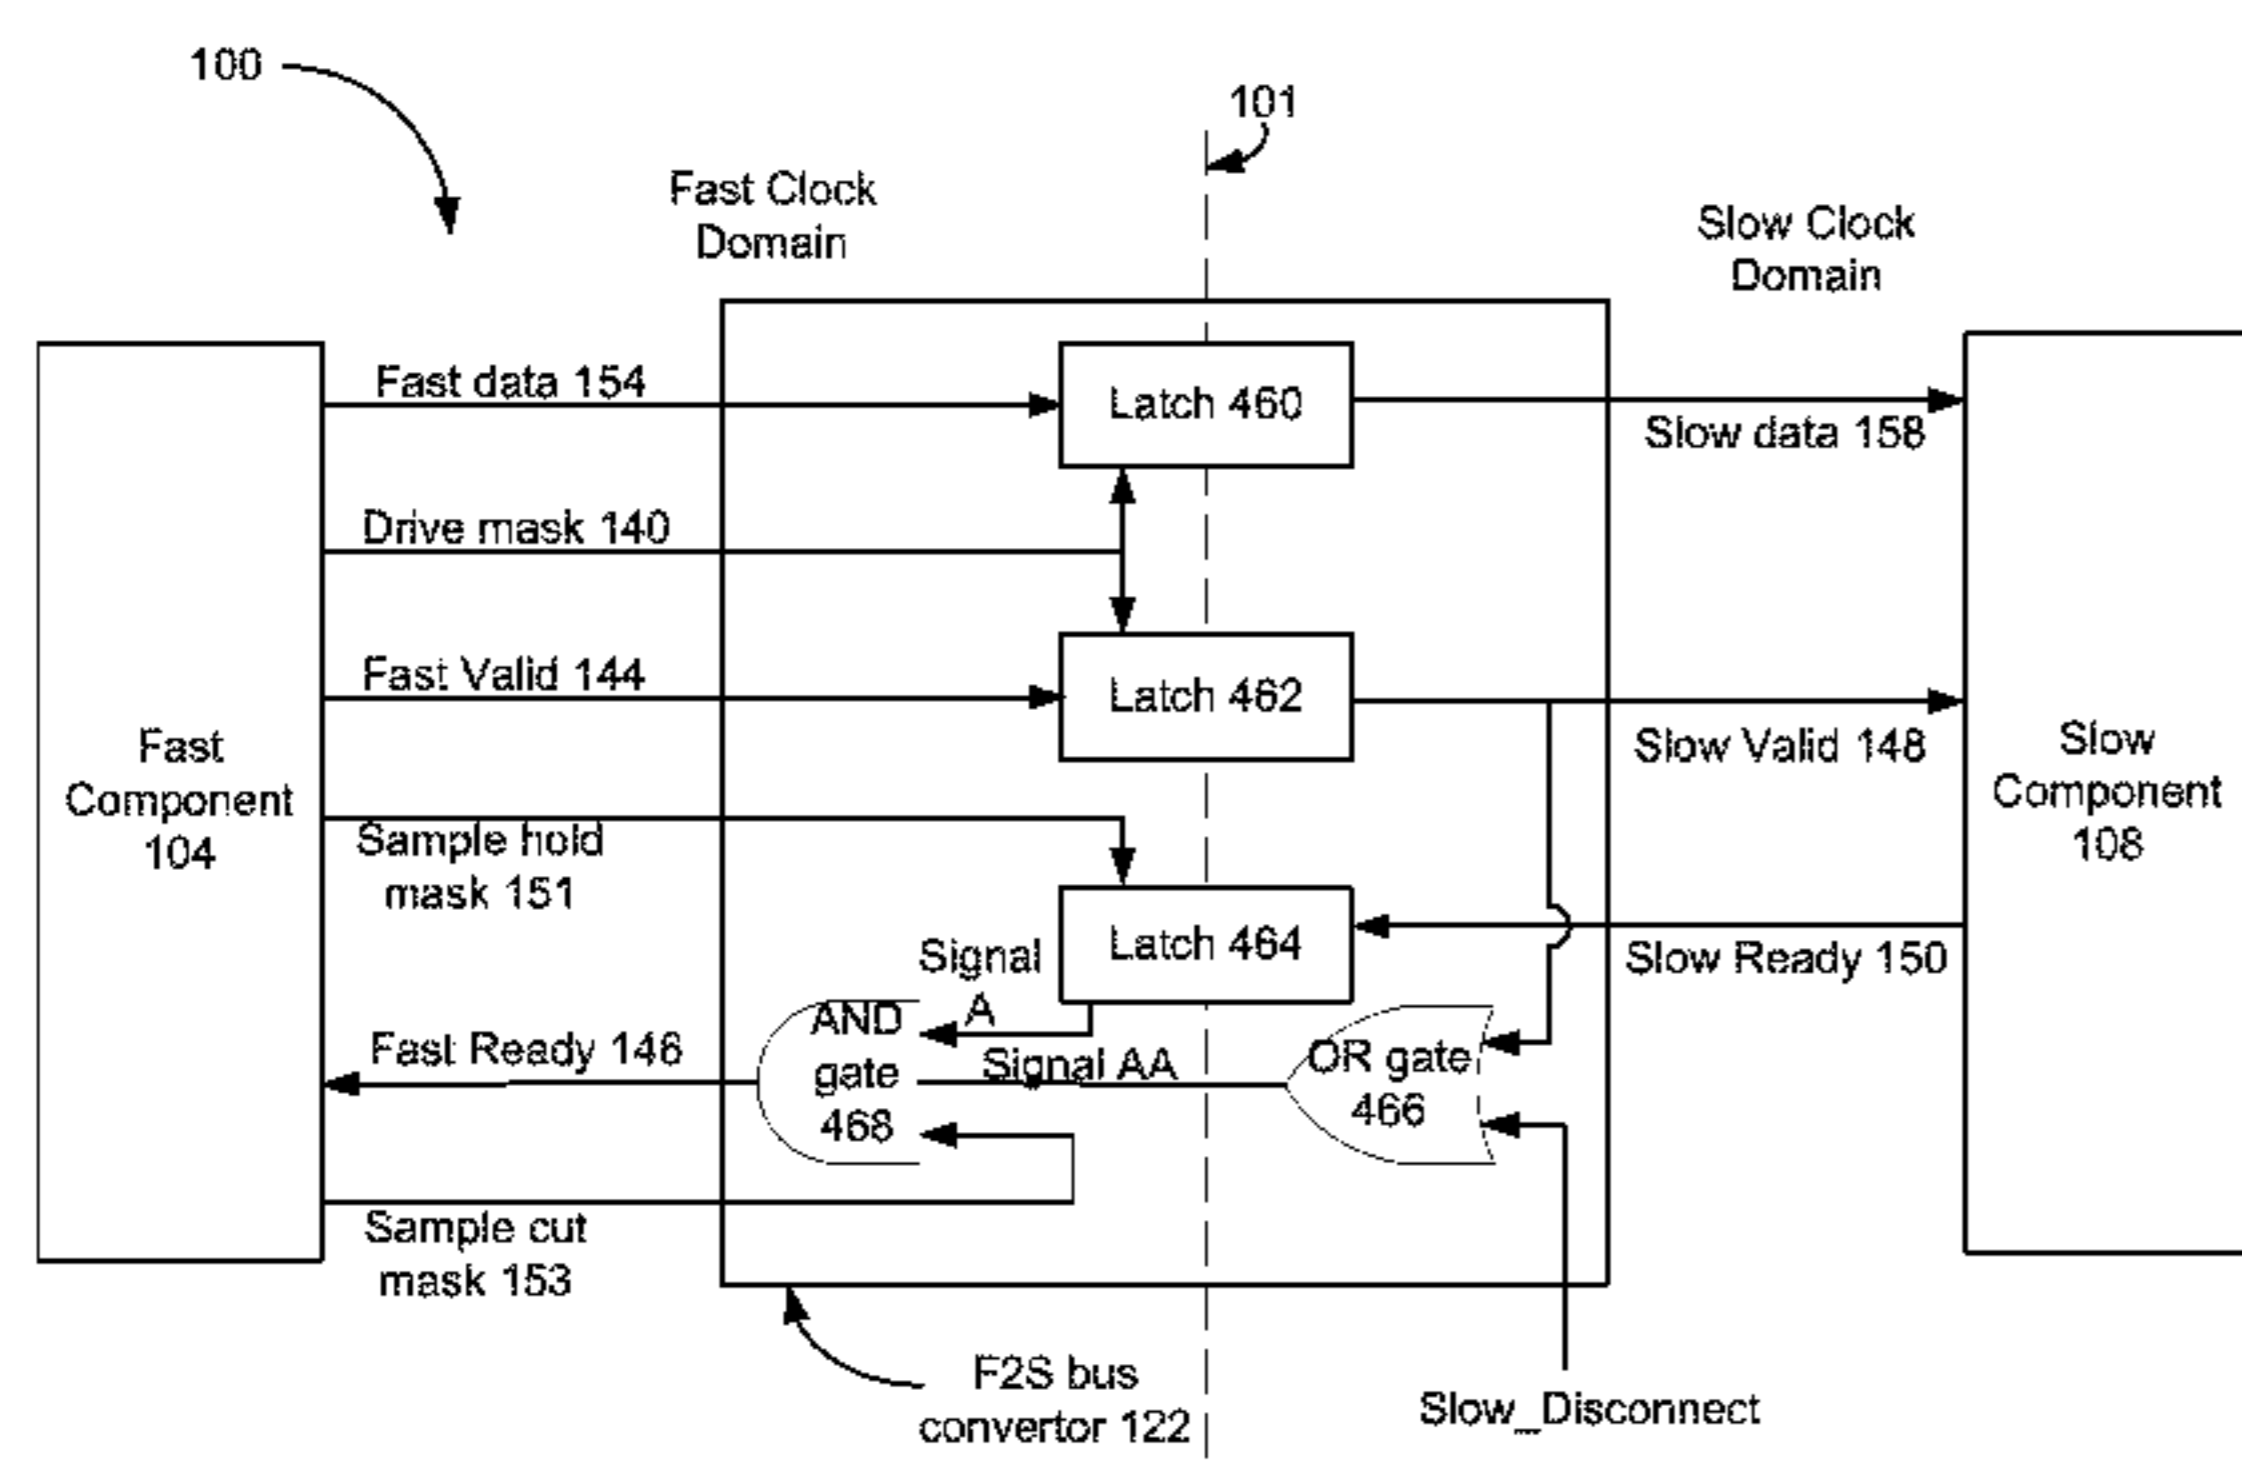 100
101
Fast Clock
Domain
Slow Clock
Domain
Fast data 154
Latch 460
Slow data 158
Drive mask 140
Fast Valid 144
Latch 462
Slow Valid 148
Fast
Component
104
Slow
Component
108
Sample hold
mask 151
Signal
A
Latch 464
Slow Ready 150
Fast Ready 146
AND
gate
468
Signal AA
OR gate
466
Sample cut
mask 153
F2S bus
convertor 122
Slow_Disconnect